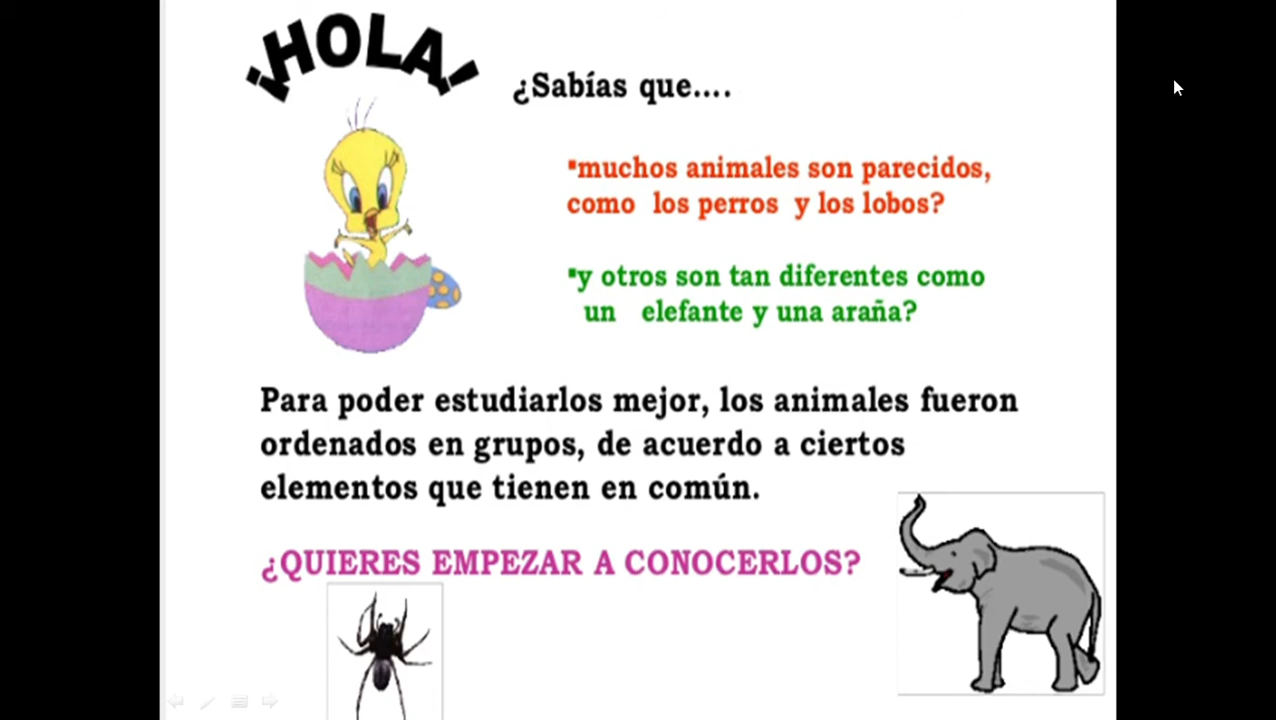 ¡HOLA!
¿Sabías que....
▪muchos animales son parecidos,
como los perros y los lobos?
▪y otros son tan diferentes como
un elefante y una araña?
Para poder estudiarlos mejor, los animales fueron
ordenados en grupos, de acuerdo a ciertos
elementos que tienen en común.
¿QUIERES EMPEZAR A CONOCERLOS?